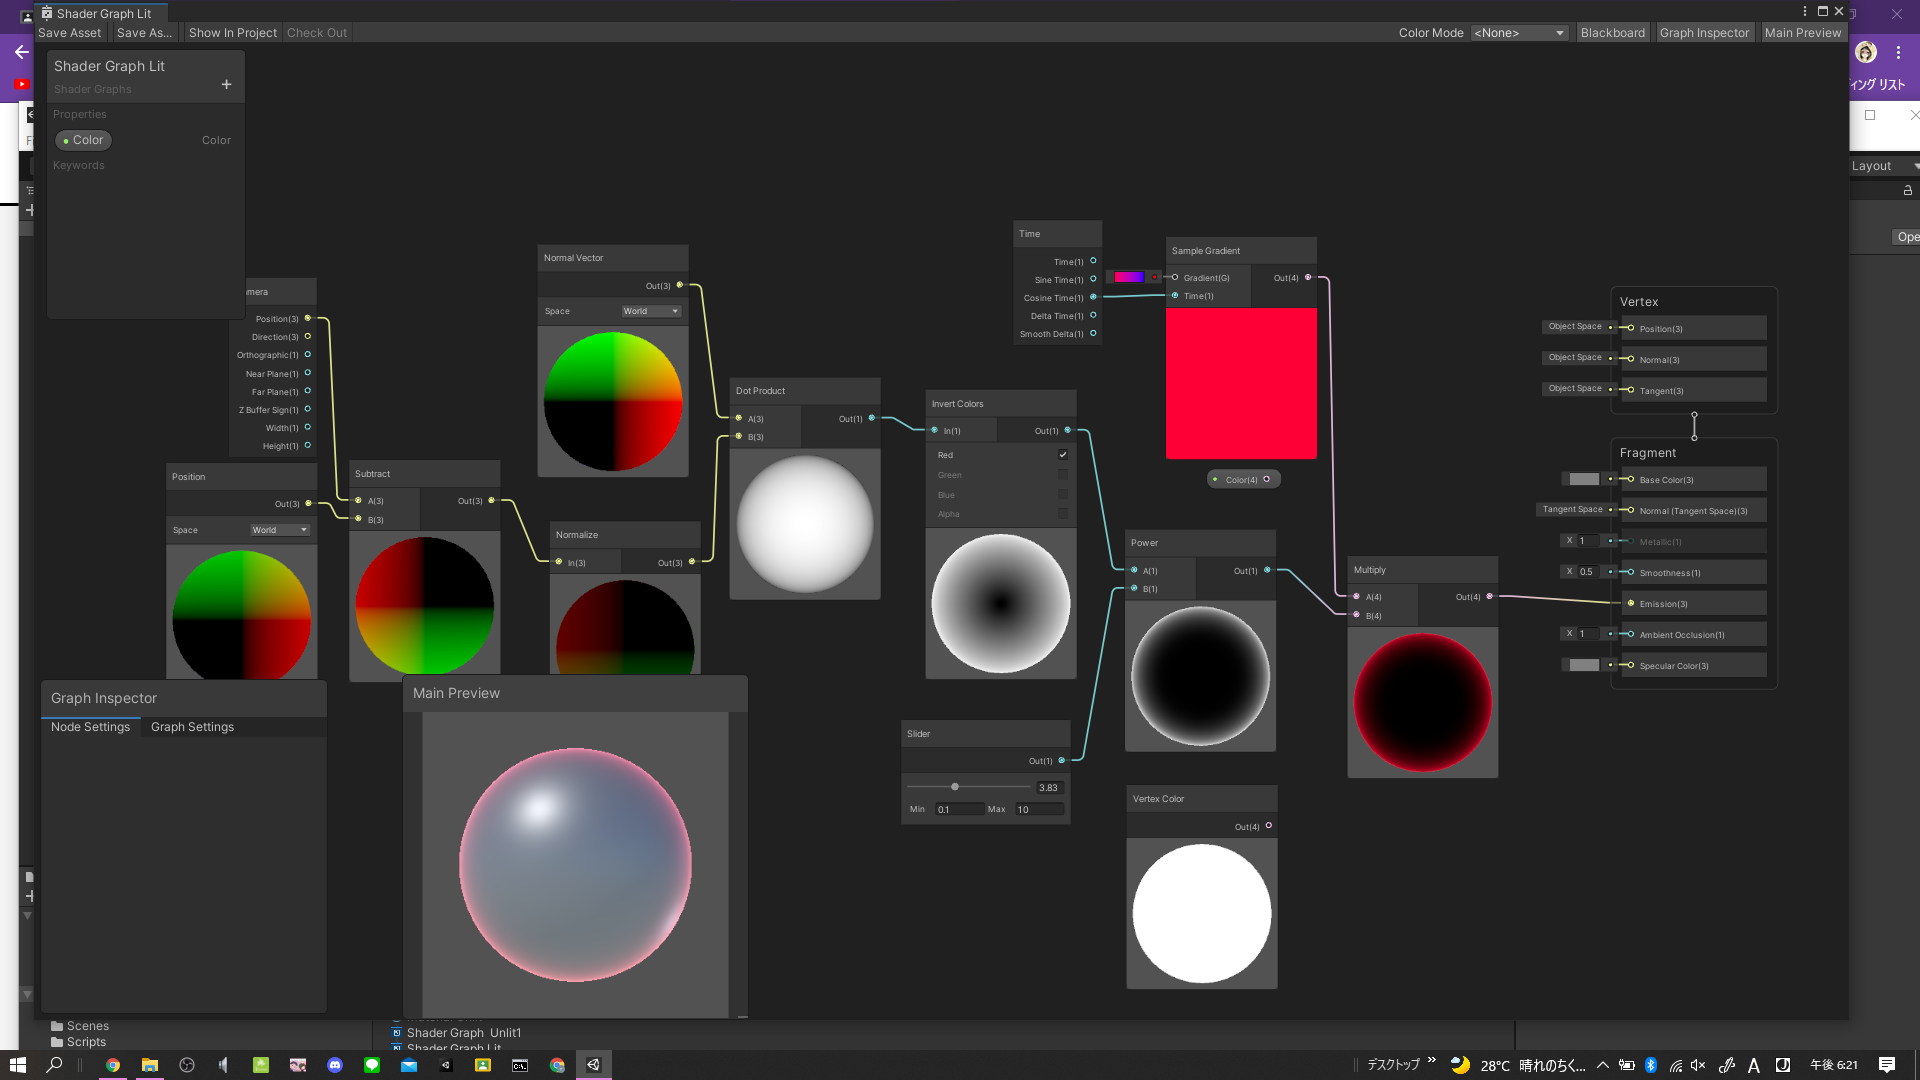 Shader Graph Lit
Save Asset
Save As...
Show In Project
Check Out
Color Mode
<None>
Blackboard
Graph Inspector
Main Preview
ィング リスト
Layout
Ope
Shader Graph Lit
Shader Graphs
+
Properties
Color
Color
Keywords
mera
Position(3)
Direction(3)
Orthographic(1)
Near Plane(1)
Far Plane(1)
Z Buffer Sign(1)
Width(1)
Height(1)
Position
Out(3)
Space
World
Subtract
A(3)
B(3)
Out(3)
Normal Vector
Out(3)
Space
World
Normalize
In(3)
Out(3)
Dot Product
A(3)
B(3)
Out(1)
Invert Colors
In(1)
Out(1)
Red
Green
Blue
Alpha
Time
Time(1)
Sine Time(1)
Cosine Time(1)
Delta Time(1)
Smooth Delta(1)
Sample Gradient
Gradient(G)
Time(1)
Out(4)
Color(4)
Power
A(1)
B(1)
Out(1)
Slider
Out(1)
3.83
Min
0.1
Max
10
Vertex Color
Out(4)
Multiply
A(4)
B(4)
Out(4)
Vertex
Object Space
Position(3)
Object Space
Normal(3)
Object Space
Tangent(3)
Fragment
Base Color(3)
Tangent Space
Normal (Tangent Space)(3)
X 1
Metallic(1)
X 0.5
Smoothness(1)
Emission(3)
X 1
Ambient Occlusion(1)
Specular Color(3)
Graph Inspector
Node Settings
Graph Settings
Main Preview
Scenes
Scripts
Shader Graph Unlit1
Shader Graph Lit
デスクトップ
28°C 晴れのちく...
A
午後 6:21